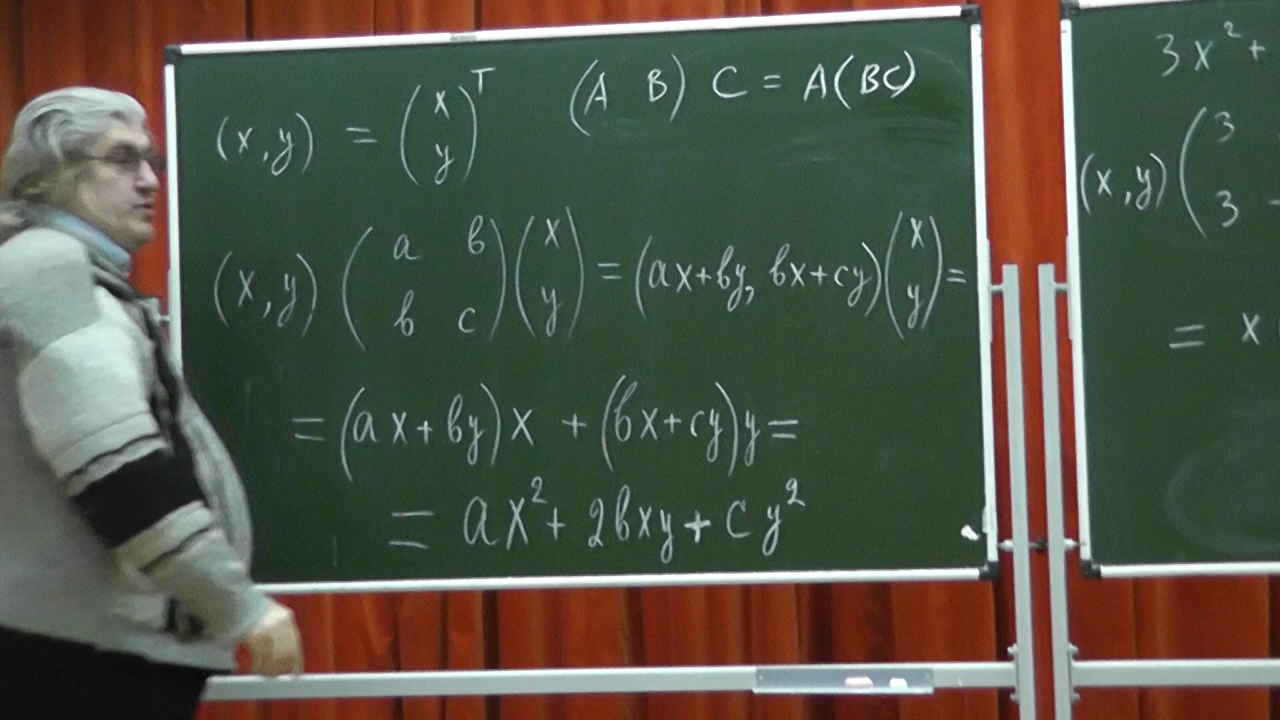 (x,y) = (x y)ᵀ (A B) C = A(BC)
(x,y) (a b b c)(x y) = (ax+by, bx+cy)(x y) =
= (ax+by)x + (bx+cy)y =
= ax² + 2bxy + cy²
3x² +
(x,y) (3 3
= x